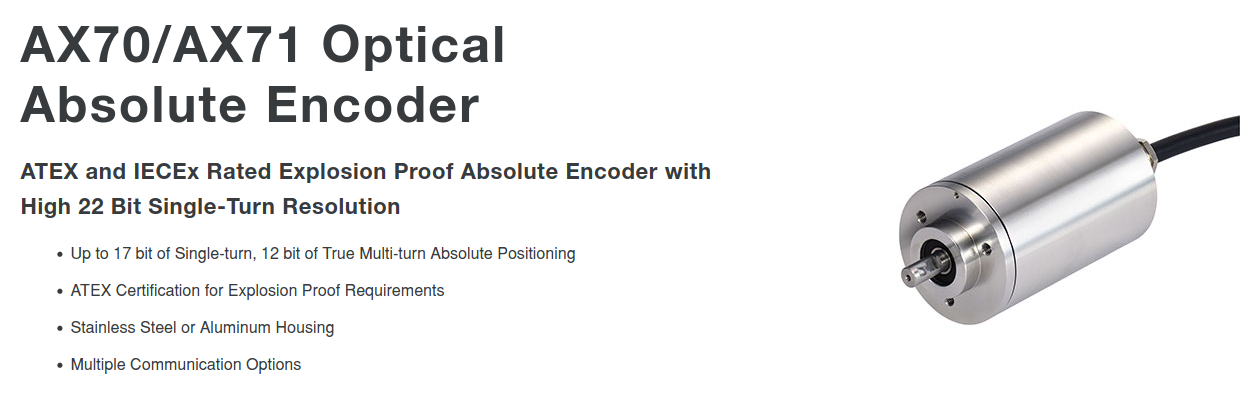 AX70/AX71 Optical
Absolute Encoder
ATEX and IECEx Rated Explosion Proof Absolute Encoder with
High 22 Bit Single-Turn Resolution
• Up to 17 bit of Single-turn, 12 bit of True Multi-turn Absolute Positioning
• ATEX Certification for Explosion Proof Requirements
• Stainless Steel or Aluminum Housing
• Multiple Communication Options